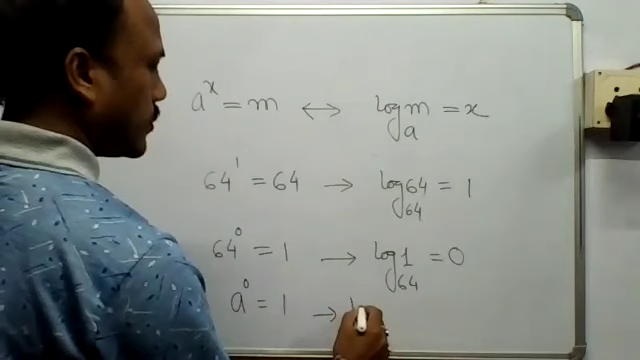 a^x = m ↔ log_a m = x
64^1 = 64 → log_64 64 = 1
64^0 = 1 → log_64 1 = 0
a^0 = 1 →